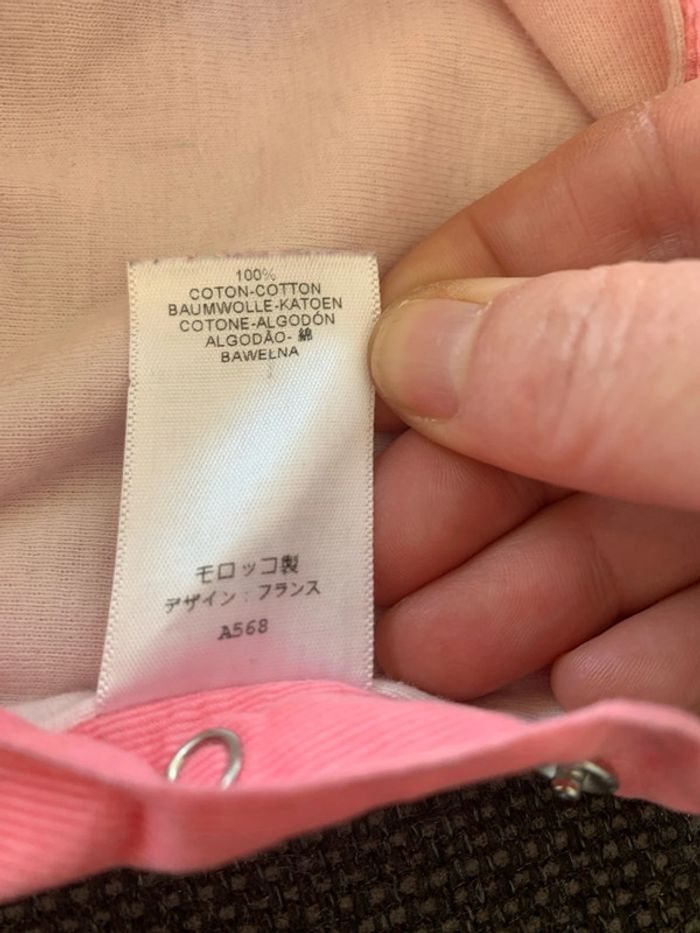 100%
COTON-COTTON
BAUMWOLLE-KATOEN
COTONE-ALGODÓN
ALGODÃO- 綿
BAWEŁNA
モロッコ製
デザイン:フランス
A568